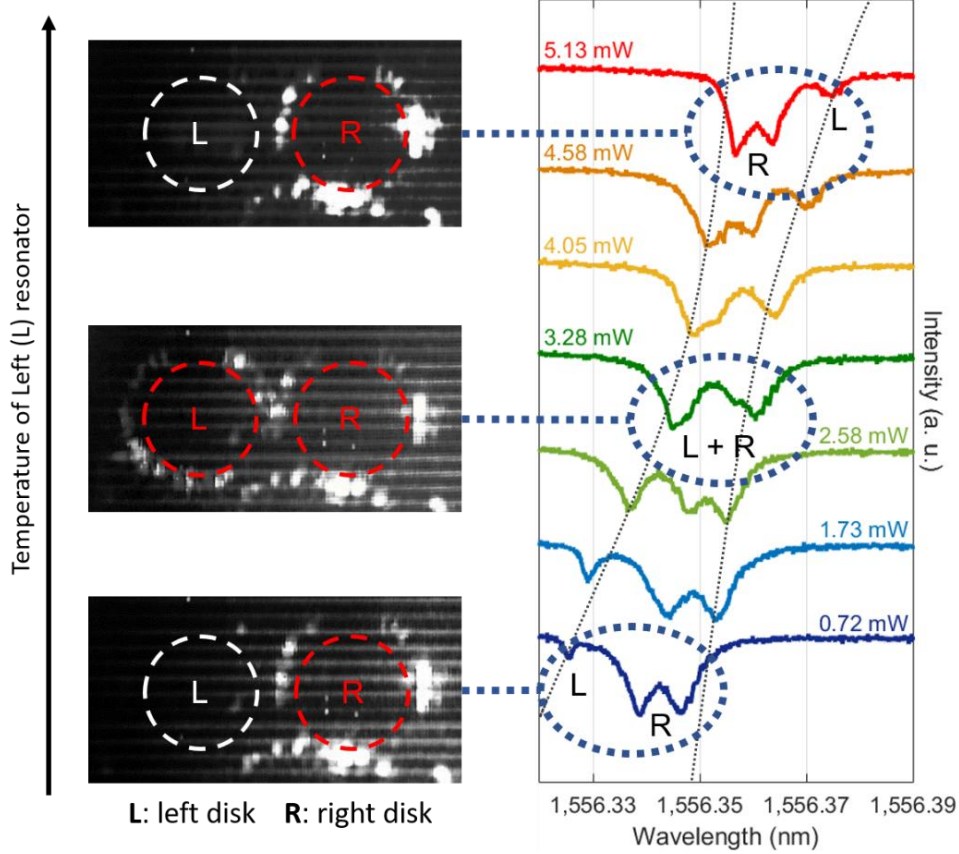 Temperature of Left (L) resonator
L
R
L
R
L
R
L: left disk R: right disk
5.13 mW
L
R
4.58 mW
4.05 mW
3.28 mW
L + R
2.58 mW
1.73 mW
0.72 mW
L
R
Intensity (a. u.)
1,556.33 1,556.35 1,556.37 1,556.39
Wavelength (nm)